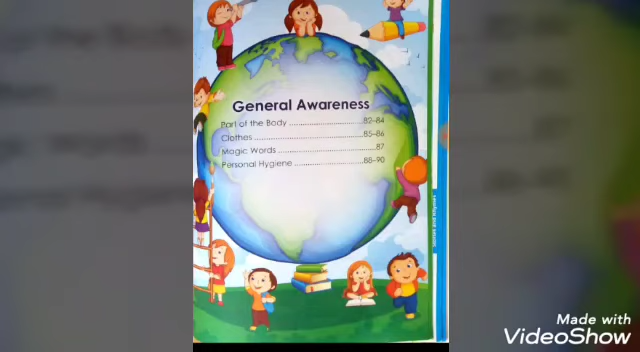 General Awareness
Part of the Body ............................ 82-84
Clothes .......................................... 85-86
Magic Words ..................................... 87
Personal Hygiene ........................... 88-90
Made with
VideoShow